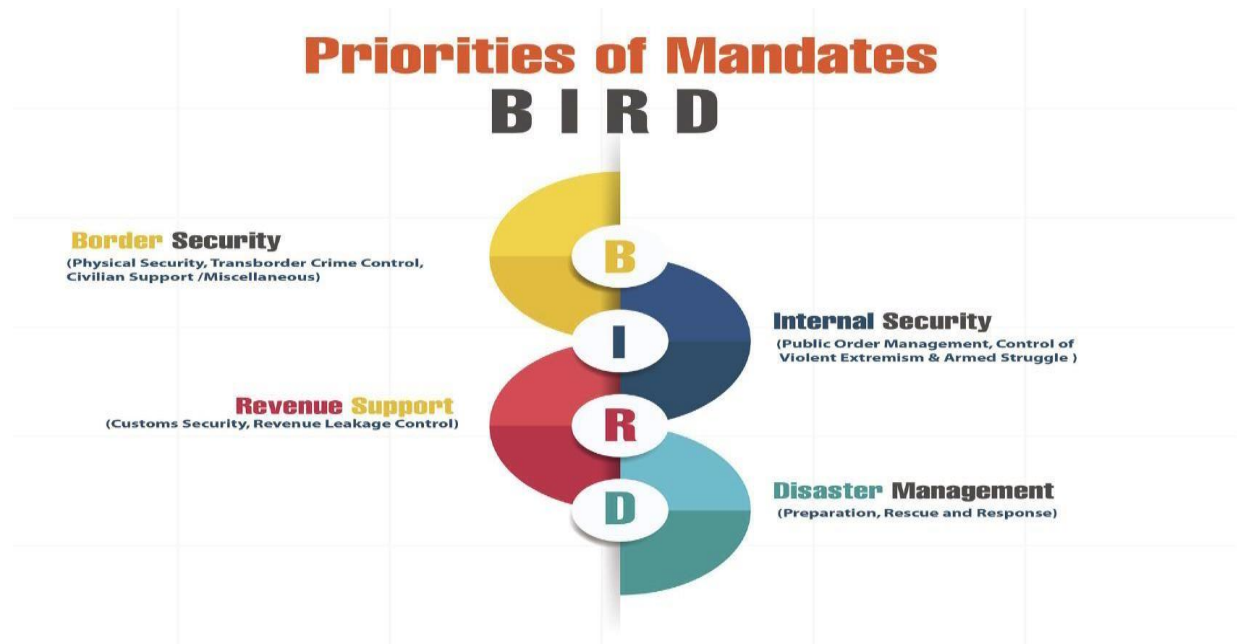 Priorities of Mandates
B I R D
Border Security
(Physical Security, Transborder Crime Control,
Civilian Support /Miscellaneous)
B
Internal Security
(Public Order Management, Control of
Violent Extremism & Armed Struggle )
I
Revenue Support
(Customs Security, Revenue Leakage Control)
R
Disaster Management
(Preparation, Rescue and Response)
D